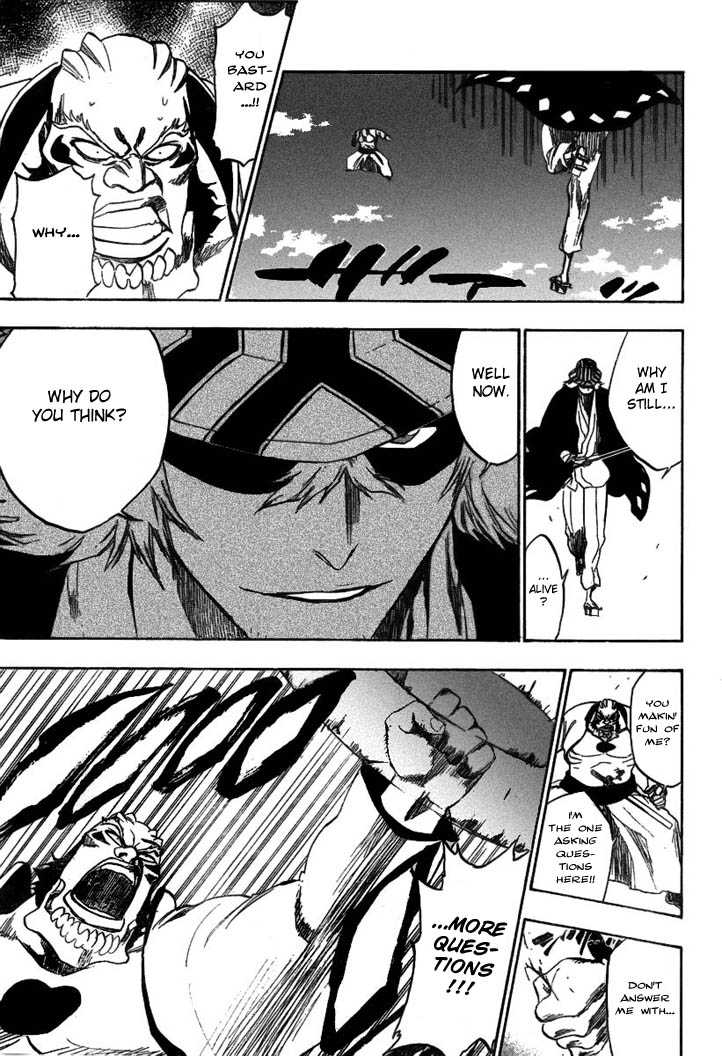 YOU
BAST-
ARD
...!!
WHY...
WHY
AM I
STILL...
...
ALIVE
?
WELL
NOW.
WHY DO
YOU THINK?
YOU
MAKIN'
FUN OF
ME?
I'M
THE ONE
ASKING
QUES-
TIONS
HERE!!
DON'T
ANSWER
ME WITH...
...MORE
QUES-
TIONS
!!!